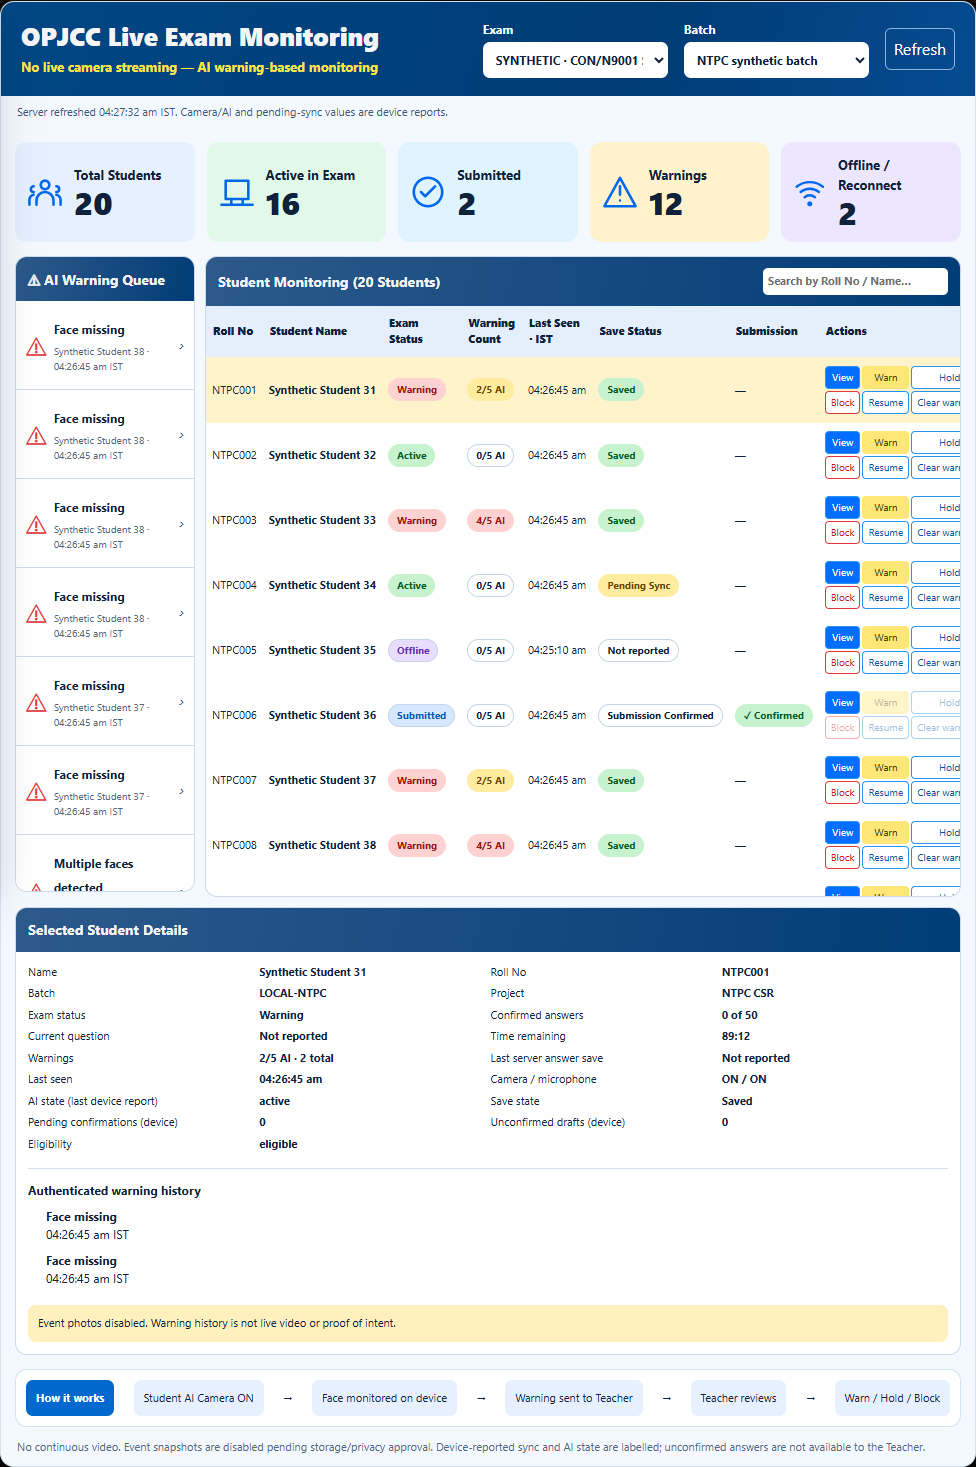 OPJCC Live Exam Monitoring
No live camera streaming — AI warning-based monitoring
Exam
SYNTHETIC · CON/N9001
Batch
NTPC synthetic batch
Refresh
Server refreshed 04:27:32 am IST. Camera/AI and pending-sync values are device reports.
Total Students
20
Active in Exam
16
Submitted
2
Warnings
12
Offline /
Reconnect
2
AI Warning Queue
Face missing
Synthetic Student 38 ·
04:26:45 am IST
›
Face missing
Synthetic Student 38 ·
04:26:45 am IST
›
Face missing
Synthetic Student 38 ·
04:26:45 am IST
›
Face missing
Synthetic Student 38 ·
04:26:45 am IST
›
Face missing
Synthetic Student 37 ·
04:26:45 am IST
›
Face missing
Synthetic Student 37 ·
04:26:45 am IST
›
Multiple faces
detected
Student Monitoring (20 Students)
Search by Roll No / Name...
Roll No Student Name Exam Status Warning Count Last Seen · IST Save Status Submission Actions
NTPC001 Synthetic Student 31 Warning 2/5 AI 04:26:45 am Saved — View Warn Hold
Block Resume Clear warn
NTPC002 Synthetic Student 32 Active 0/5 AI 04:26:45 am Saved — View Warn Hold
Block Resume Clear warn
NTPC003 Synthetic Student 33 Warning 4/5 AI 04:26:45 am Saved — View Warn Hold
Block Resume Clear warn
NTPC004 Synthetic Student 34 Active 0/5 AI 04:26:45 am Pending Sync — View Warn Hold
Block Resume Clear warn
NTPC005 Synthetic Student 35 Offline 0/5 AI 04:25:10 am Not reported — View Warn Hold
Block Resume Clear warn
NTPC006 Synthetic Student 36 Submitted 0/5 AI 04:26:45 am Submission Confirmed ✓ Confirmed View Warn Hold
Block Resume Clear warn
NTPC007 Synthetic Student 37 Warning 2/5 AI 04:26:45 am Saved — View Warn Hold
Block Resume Clear warn
NTPC008 Synthetic Student 38 Warning 4/5 AI 04:26:45 am Saved — View Warn Hold
Block Resume Clear warn
Selected Student Details
Name Synthetic Student 31 Roll No NTPC001
Batch LOCAL-NTPC Project NTPC CSR
Exam status Warning Confirmed answers 0 of 50
Current question Not reported Time remaining 89:12
Warnings 2/5 AI · 2 total Last server answer save Not reported
Last seen 04:26:45 am Camera / microphone ON / ON
AI state (last device report) active Save state Saved
Pending confirmations (device) 0 Unconfirmed drafts (device) 0
Eligibility eligible
Authenticated warning history
Face missing
04:26:45 am IST
Face missing
04:26:45 am IST
Event photos disabled. Warning history is not live video or proof of intent.
How it works Student AI Camera ON → Face monitored on device → Warning sent to Teacher → Teacher reviews → Warn / Hold / Block
No continuous video. Event snapshots are disabled pending storage/privacy approval. Device-reported sync and AI state are labelled; unconfirmed answers are not available to the Teacher.